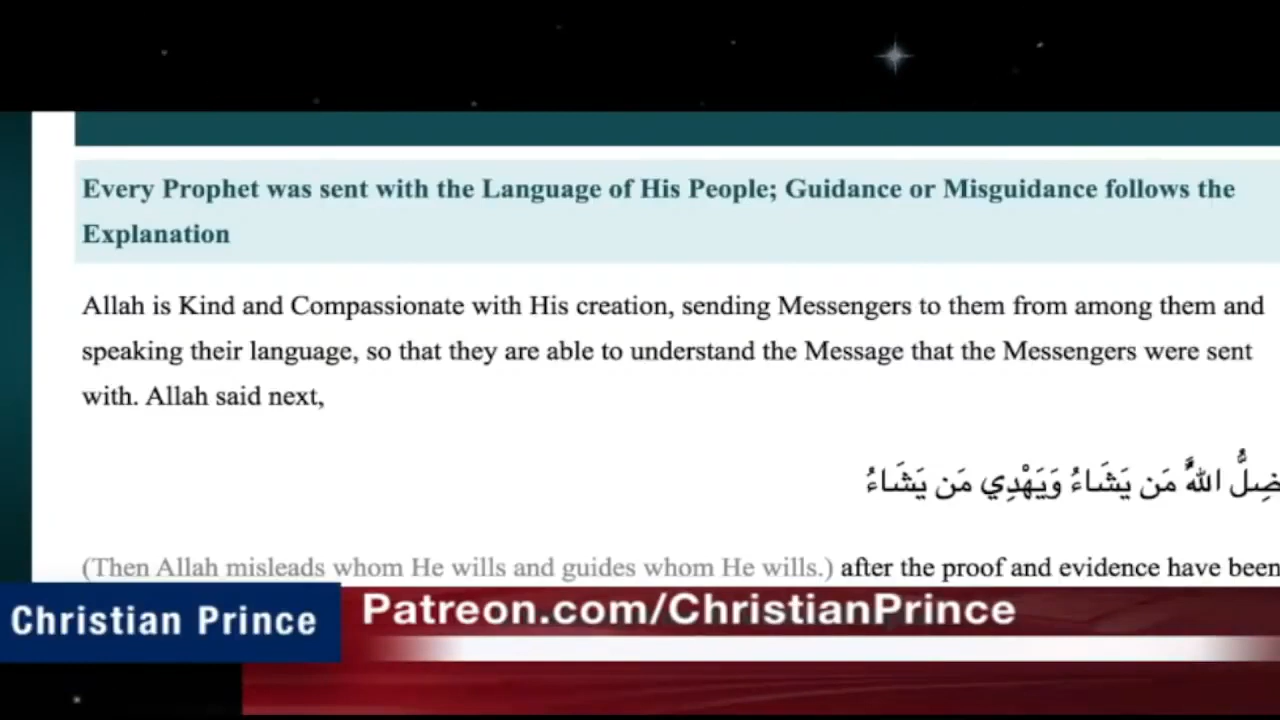 Every Prophet was sent with the Language of His People; Guidance or Misguidance follows the
Explanation
Allah is Kind and Compassionate with His creation, sending Messengers to them from among them and
speaking their language, so that they are able to understand the Message that the Messengers were sent
with. Allah said next,
ضِلُّ اللَّهُ مَن يَشَاءُ وَيَهْدِي مَن يَشَاءُ
(Then Allah misleads whom He wills and guides whom He wills.) after the proof and evidence have been
Christian Prince
Patreon.com/ChristianPrince